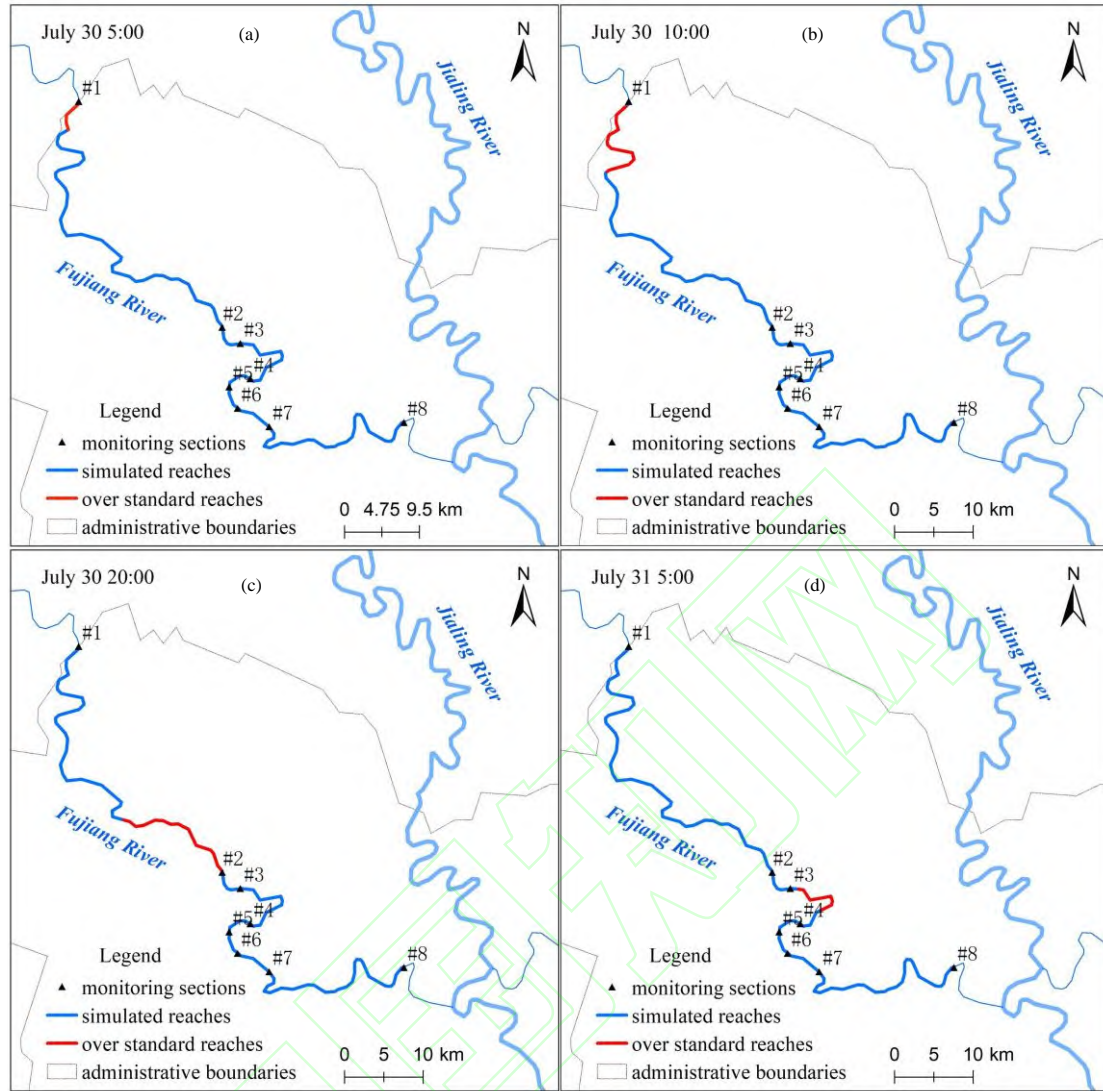 July 30 5:00
(a)
N
#1
Jialing River
Fujiang River
#2
#3
#4
#5
#6
#7
#8
Legend
monitoring sections
simulated reaches
over standard reaches
administrative boundaries
0 4.75 9.5 km
July 30 10:00
(b)
N
#1
Jialing River
Fujiang River
#2
#3
#4
#5
#6
#7
#8
Legend
monitoring sections
simulated reaches
over standard reaches
administrative boundaries
0 5 10 km
July 30 20:00
(c)
N
#1
Jialing River
Fujiang River
#2
#3
#4
#5
#6
#7
#8
Legend
monitoring sections
simulated reaches
over standard reaches
administrative boundaries
0 5 10 km
July 31 5:00
(d)
N
#1
Jialing River
Fujiang River
#2
#3
#4
#5
#6
#7
#8
Legend
monitoring sections
simulated reaches
over standard reaches
administrative boundaries
0 5 10 km